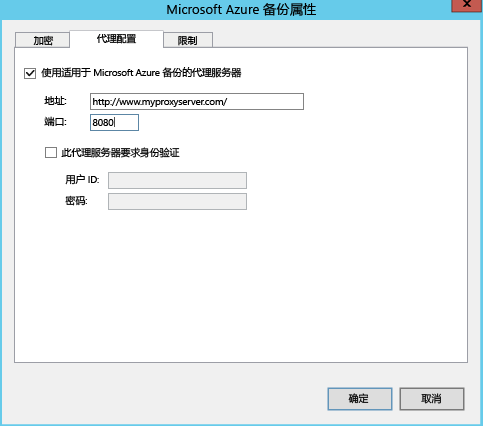 Microsoft Azure 备份属性
加密 代理配置 限制
使用适用于 Microsoft Azure 备份的代理服务器
地址: http://www.myproxyserver.com/
端口: 8080
此代理服务器要求身份验证
用户 ID:
密码:
确定 取消